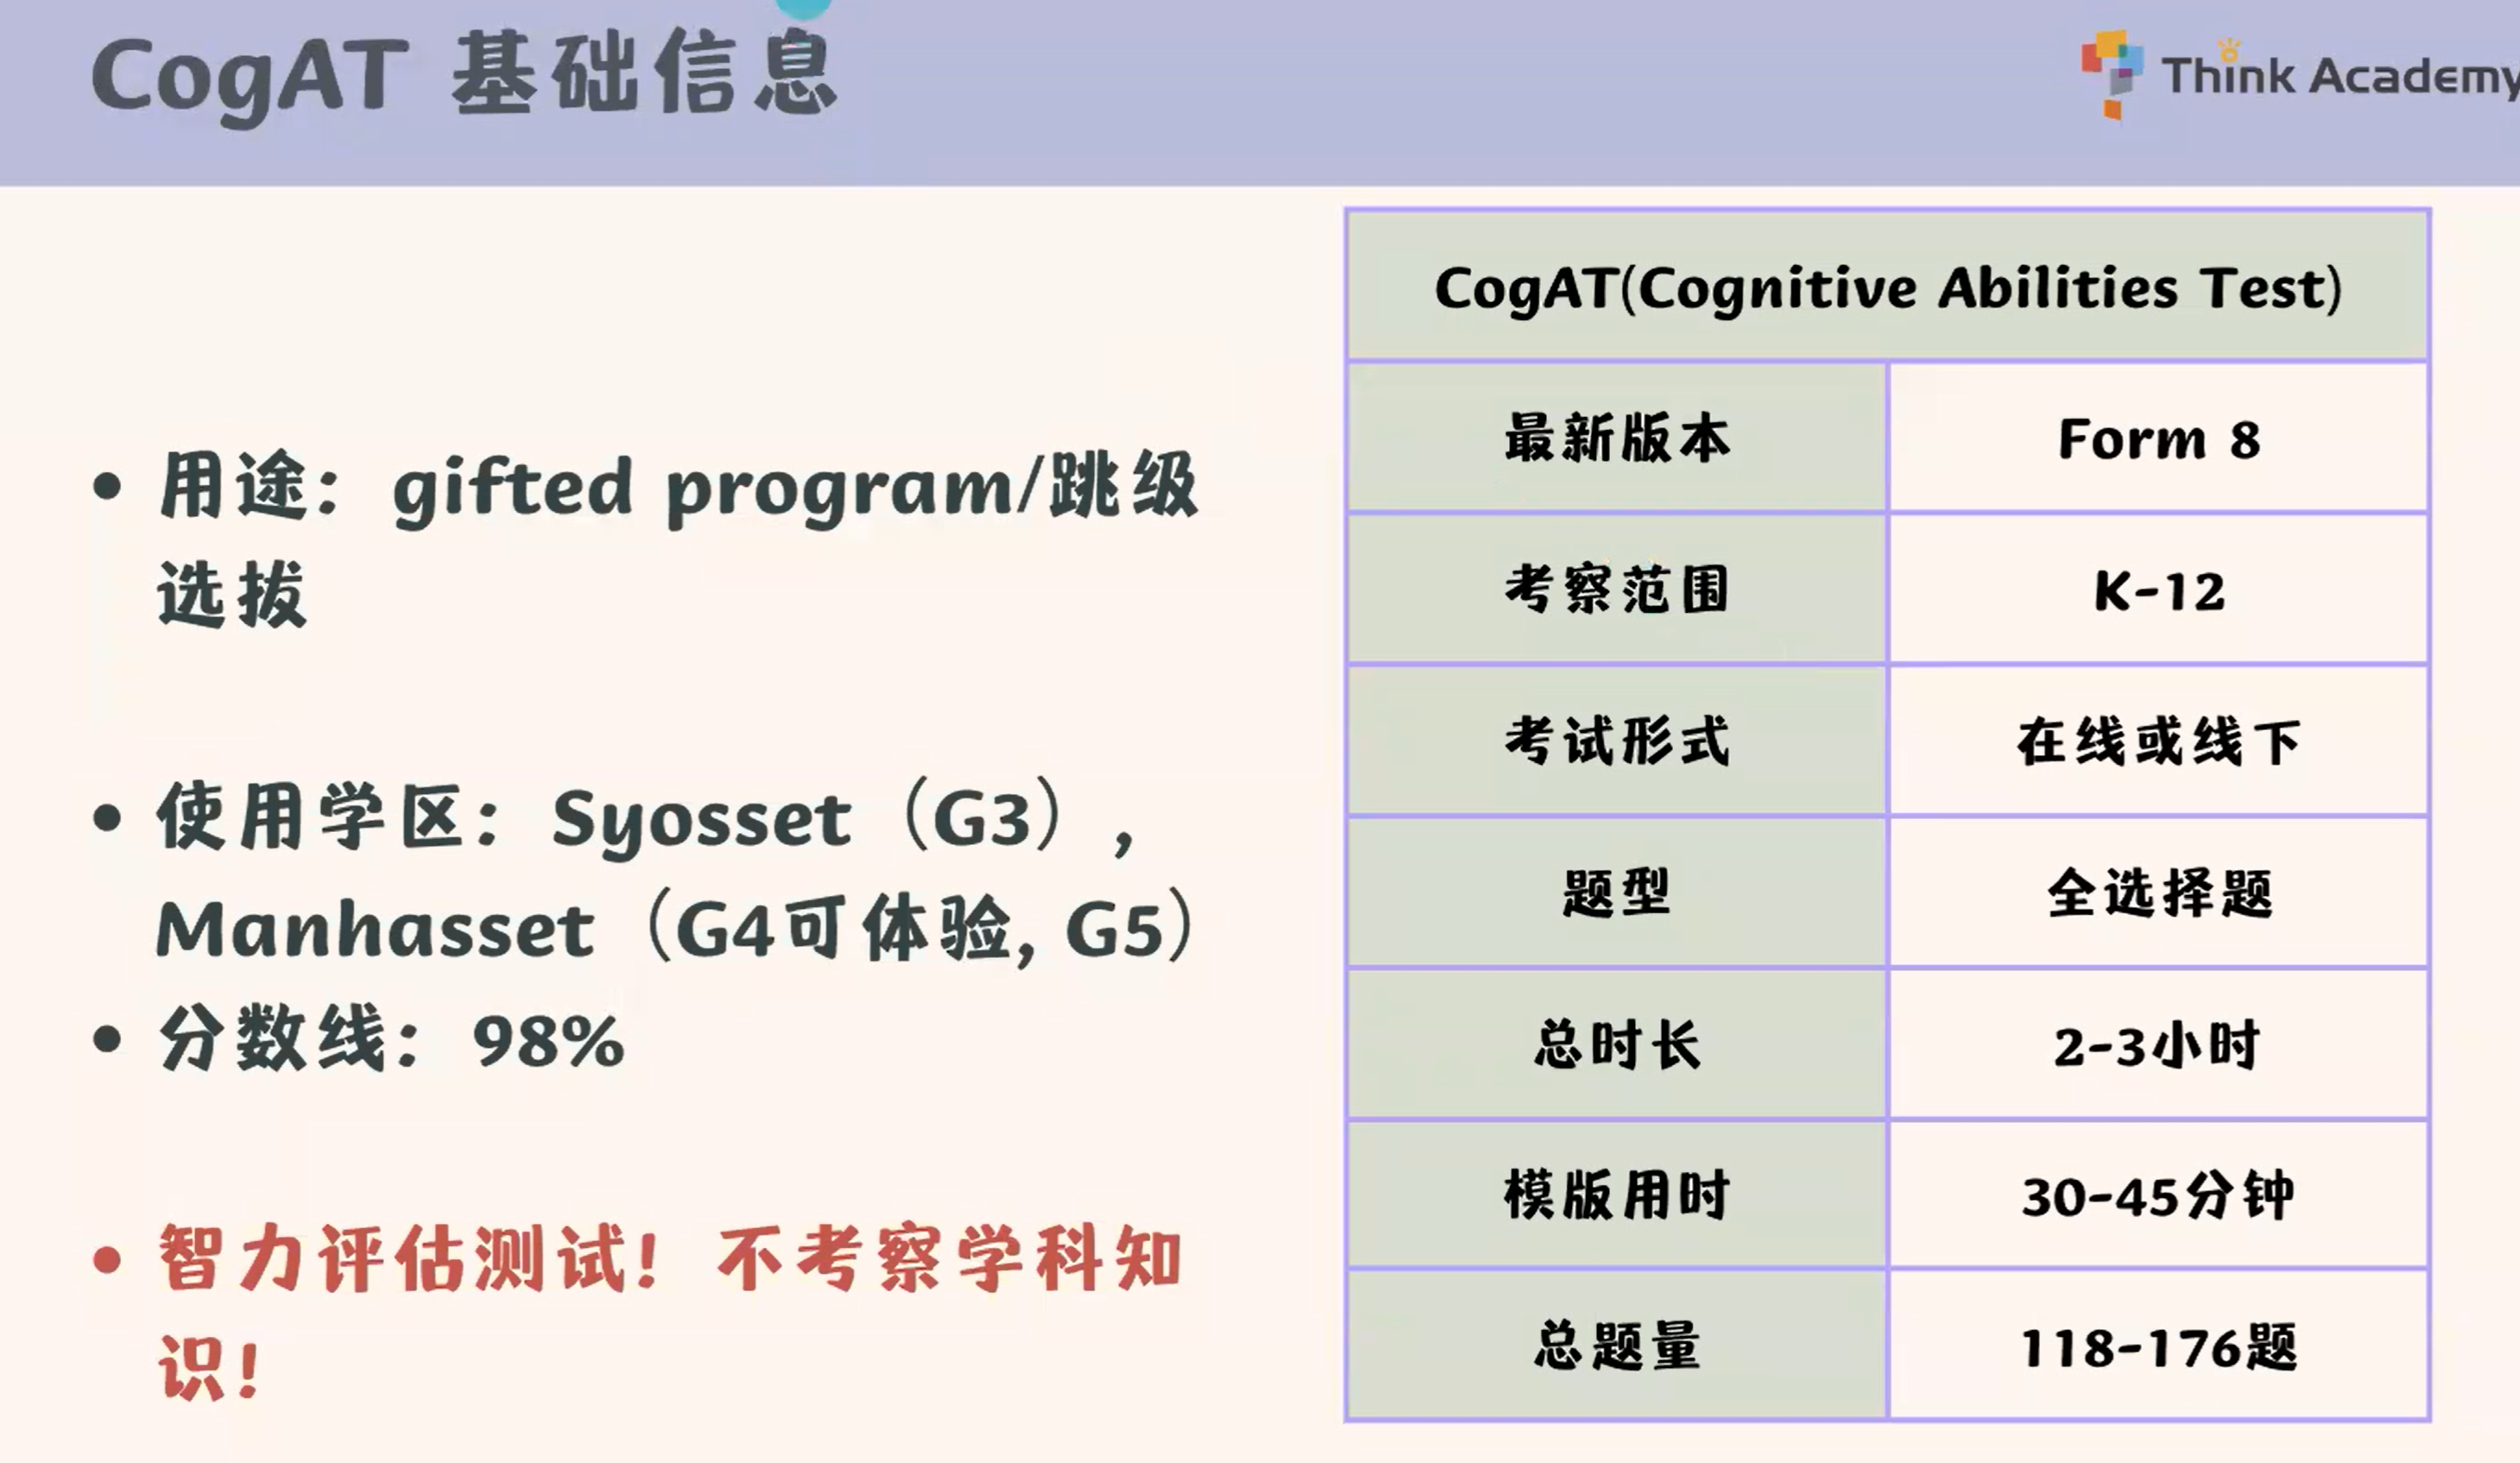 CogAT 基础信息
Think Academy
• 用途：gifted program/跳级
选拔
• 使用学区：Syosset（G3），
Manhasset（G4可体验, G5）
• 分数线：98%
• 智力评估测试！不考察学科知
识！
CogAT(Cognitive Abilities Test)
最新版本 Form 8
考察范围 K-12
考试形式 在线或线下
题型 全选择题
总时长 2-3小时
模版用时 30-45分钟
总题量 118-176题